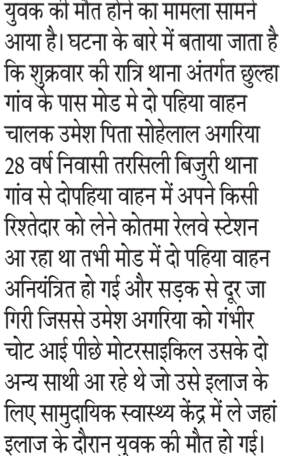 युवक की मौत होने का मामला सामने
आया है। घटना के बारे में बताया जाता है
कि शुक्रवार की रात्रि थाना अंतर्गत छुल्हा
गांव के पास मोड मे दो पहिया वाहन
चालक उमेश पिता सोहेलाल अगरिया
28 वर्ष निवासी तरसिली बिजुरी थाना
गांव से दोपहिया वाहन में अपने किसी
रिश्तेदार को लेने कोतमा रेलवे स्टेशन
आ रहा था तभी मोड में दो पहिया वाहन
अनियंत्रित हो गई और सड़क से दूर जा
गिरी जिससे उमेश अगरिया को गंभीर
चोट आई पीछे मोटरसाइकिल उसके दो
अन्य साथी आ रहे थे जो उसे इलाज के
लिए सामुदायिक स्वास्थ्य केंद्र में ले जहां
इलाज के दौरान युवक की मौत हो गई।